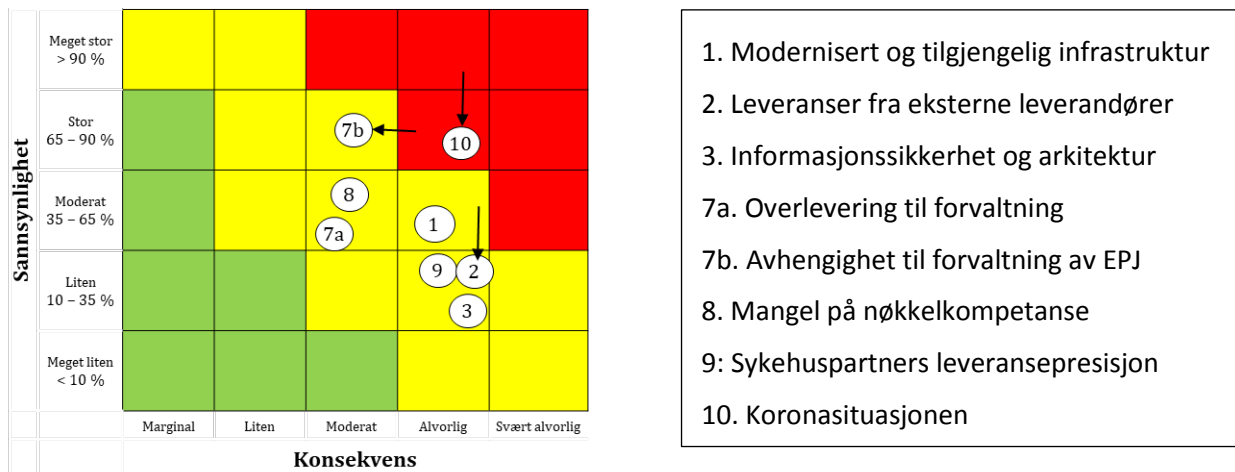 Sannsynlighet
Meget stor
> 90 %
Stor
65 – 90 %
Moderat
35 – 65 %
Liten
10 – 35 %
Meget liten
< 10 %
7b
10
8
7a
1
9
2
3
Marginal
Liten
Moderat
Alvorlig
Svært alvorlig
Konsekvens
1. Modernisert og tilgjengelig infrastruktur
2. Leveranser fra eksterne leverandører
3. Informasjonssikkerhet og arkitektur
7a. Overlevering til forvaltning
7b. Avhengighet til forvaltning av EPJ
8. Mangel på nøkkelkompetanse
9: Sykehuspartners leveransepresisjon
10. Koronasituasjonen